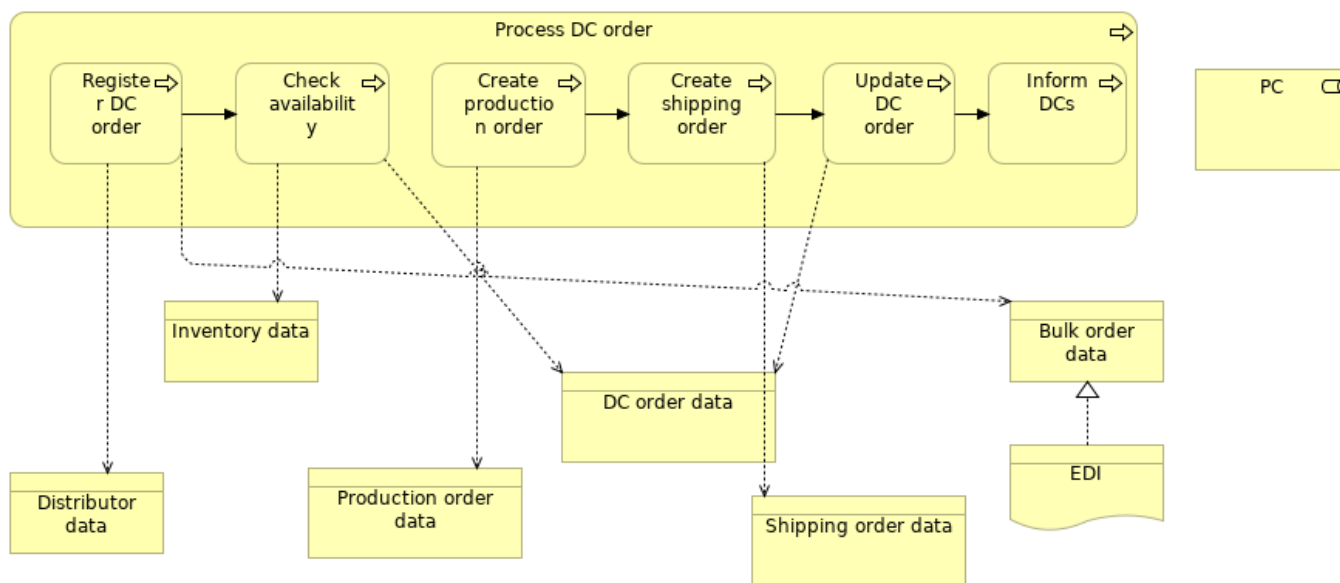 Process DC order
Registe
r DC
order
Check
availabilit
y
Create
productio
n order
Create
shipping
order
Update
DC
order
Inform
DCs
PC
Inventory data
Bulk order
data
DC order data
EDI
Distributor
data
Production order
data
Shipping order data